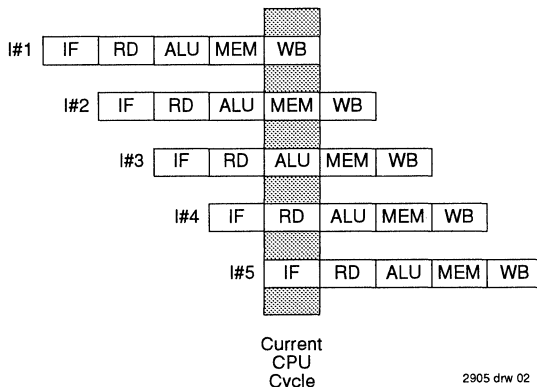 I#1 IF RD ALU MEM WB
I#2 IF RD ALU MEM WB
I#3 IF RD ALU MEM WB
I#4 IF RD ALU MEM WB
I#5 IF RD ALU MEM WB
Current
CPU
Cycle
2905 drw 02